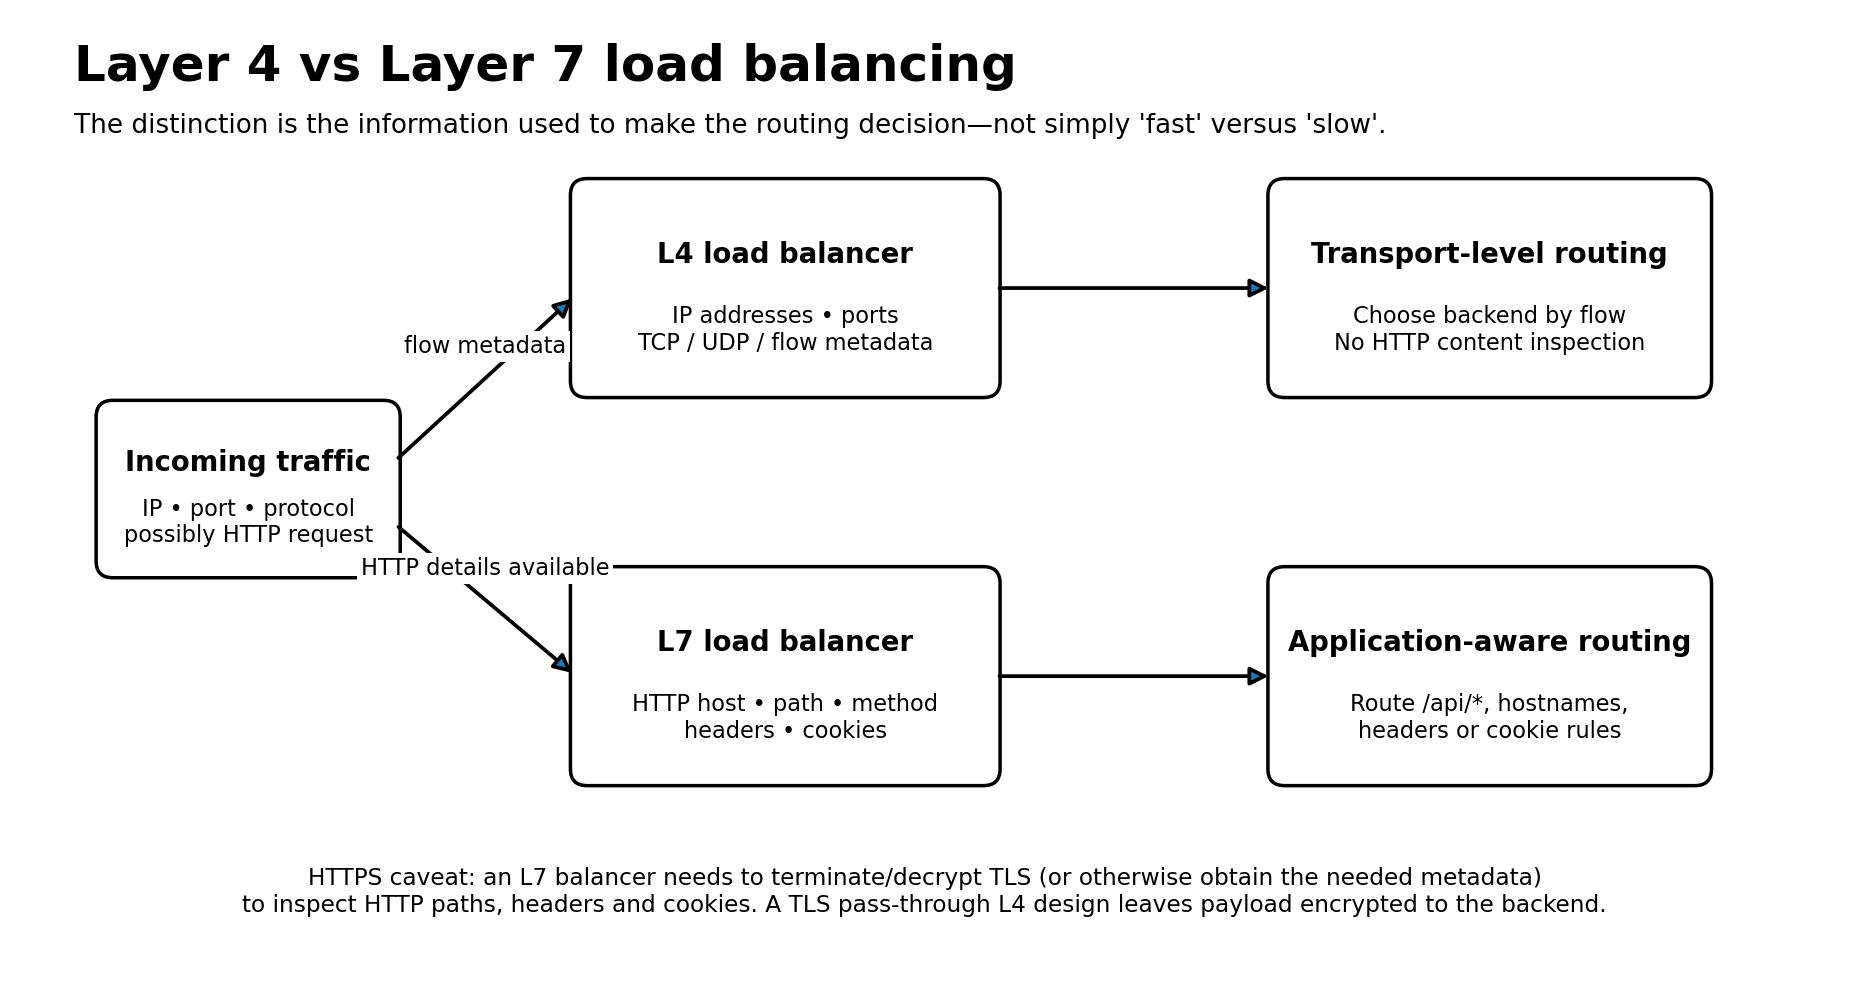 Layer 4 vs Layer 7 load balancing
The distinction is the information used to make the routing decision—not simply 'fast' versus 'slow'.
L4 load balancer
IP addresses • ports
TCP / UDP / flow metadata
Transport-level routing
Choose backend by flow
No HTTP content inspection
flow metadata
Incoming traffic
IP • port • protocol
possibly HTTP request
HTTP details available
L7 load balancer
HTTP host • path • method
headers • cookies
Application-aware routing
Route /api/*, hostnames,
headers or cookie rules
HTTPS caveat: an L7 balancer needs to terminate/decrypt TLS (or otherwise obtain the needed metadata)
to inspect HTTP paths, headers and cookies. A TLS pass-through L4 design leaves payload encrypted to the backend.